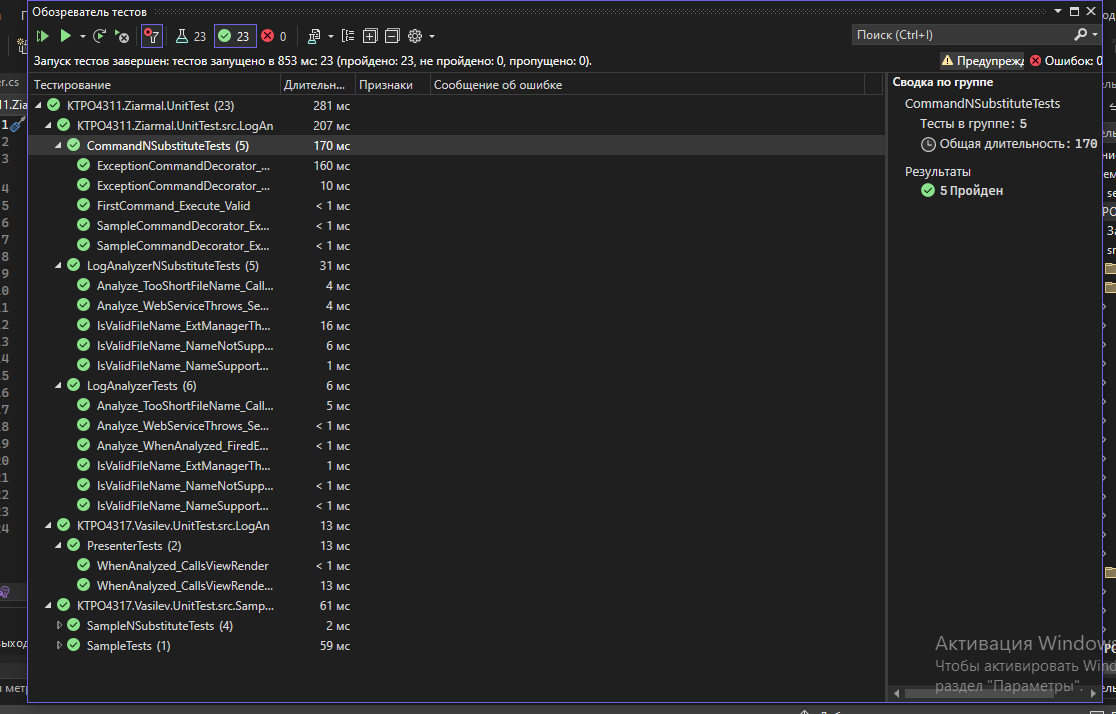 Обозреватель тестов
23 23 0
Поиск (Ctrl+I)
Запуск тестов завершен: тестов запущено в 853 мс: 23 (пройдено: 23, не пройдено: 0, пропущено: 0).
Предупрежд Ошибок: 0
Тестирование Длительн... Признаки Сообщение об ошибке
KTPO4311.Ziarmal.UnitTest (23) 281 мс
KTPO4311.Ziarmal.UnitTest.src.LogAn 207 мс
CommandNSubstituteTests (5) 170 мс
ExceptionCommandDecorator_... 160 мс
ExceptionCommandDecorator_... 10 мс
FirstCommand_Execute_Valid < 1 мс
SampleCommandDecorator_Ex... < 1 мс
SampleCommandDecorator_Ex... < 1 мс
LogAnalyzerNSubstituteTests (5) 31 мс
Analyze_TooShortFileName_Call... 4 мс
Analyze_WebServiceThrows_Se... 4 мс
IsValidFileName_ExtManagerTh... 16 мс
IsValidFileName_NameNotSupp... 6 мс
IsValidFileName_NameSupport... 1 мс
LogAnalyzerTests (6) 6 мс
Analyze_TooShortFileName_Call... 5 мс
Analyze_WebServiceThrows_Se... < 1 мс
Analyze_WhenAnalyzed_FiredE... < 1 мс
IsValidFileName_ExtManagerTh... 1 мс
IsValidFileName_NameNotSupp... < 1 мс
IsValidFileName_NameSupport... < 1 мс
KTPO4317.Vasilev.UnitTest.src.LogAn 13 мс
PresenterTests (2) 13 мс
WhenAnalyzed_CallsViewRender < 1 мс
WhenAnalyzed_CallsViewRende... 13 мс
KTPO4317.Vasilev.UnitTest.src.Samp... 61 мс
SampleNSubstituteTests (4) 2 мс
SampleTests (1) 59 мс
Сводка по группе
CommandNSubstituteTests
Тесты в группе: 5
Общая длительность: 170
Результаты
5 Пройден
Активация Windows
Чтобы активировать Wind
раздел "Параметры".